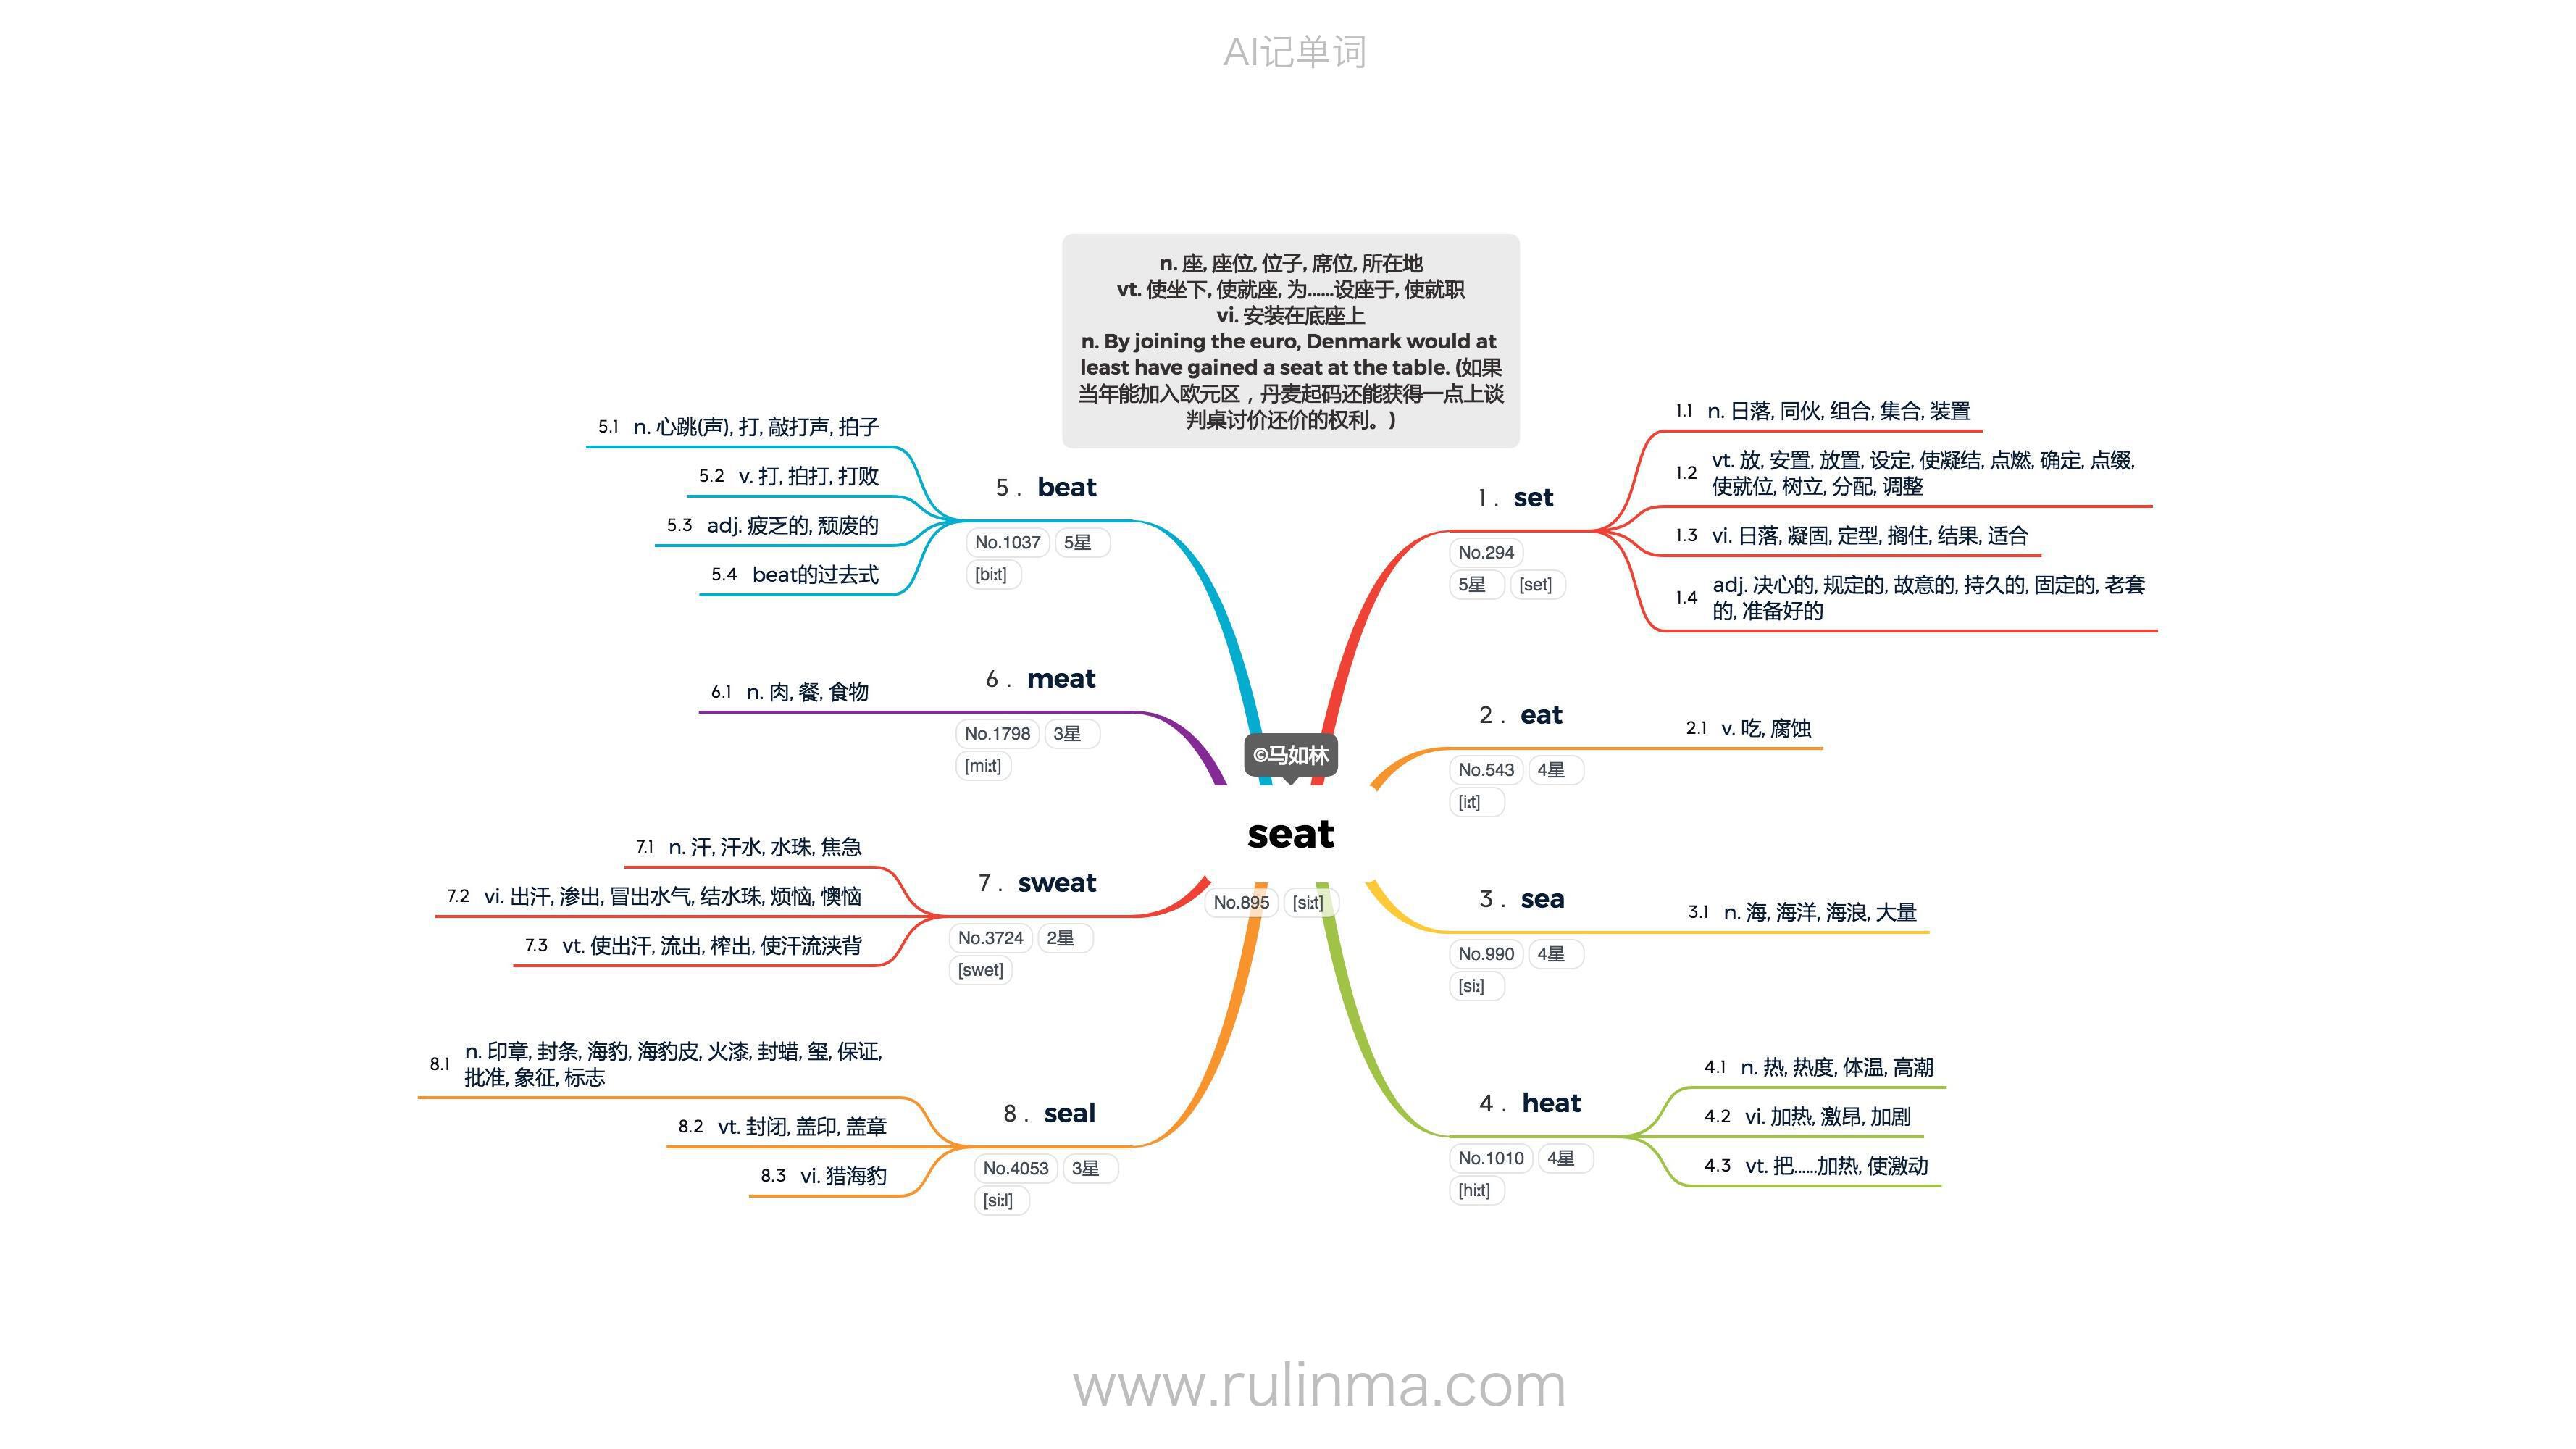 AI记单词
n. 座, 座位, 位子, 席位, 所在地
vt. 使坐下, 使就座, 为……设座于, 使就职
vi. 安装在底座上
n. By joining the euro, Denmark would at
least have gained a seat at the table. (如果
当年能加入欧元区，丹麦起码还能获得一点上谈
判桌讨价还价的权利。)
©马如林
seat
No.895 [siːt]
1. set
No.294
5星 [set]
1.1 n. 日落, 同伙, 组合, 集合, 装置
1.2 vt. 放, 安置, 放置, 设定, 使凝结, 点燃, 确定, 点缀,
使就位, 树立, 分配, 调整
1.3 vi. 日落, 凝固, 定型, 搁住, 结果, 适合
1.4 adj. 决心的, 规定的, 故意的, 持久的, 固定的, 老套
的, 准备好的
2. eat
No.543 4星
[iːt]
2.1 v. 吃, 腐蚀
3. sea
No.990 4星
[siː]
3.1 n. 海, 海洋, 海浪, 大量
4. heat
No.1010 4星
[hiːt]
4.1 n. 热, 热度, 体温, 高潮
4.2 vi. 加热, 激昂, 加剧
4.3 vt. 把……加热, 使激动
5. beat
No.1037 5星
[biːt]
5.1 n. 心跳(声), 打, 敲打声, 拍子
5.2 v. 打, 拍打, 打败
5.3 adj. 疲乏的, 颓废的
5.4 beat的过去式
6. meat
No.1798 3星
[miːt]
6.1 n. 肉, 餐, 食物
7. sweat
No.3724 2星
[swet]
7.1 n. 汗, 汗水, 水珠, 焦急
7.2 vi. 出汗, 渗出, 冒出水气, 结水珠, 烦恼, 懊恼
7.3 vt. 使出汗, 流出, 榨出, 使汗流浃背
8. seal
No.4053 3星
[siːl]
8.1 n. 印章, 封条, 海豹, 海豹皮, 火漆, 封蜡, 玺, 保证,
批准, 象征, 标志
8.2 vt. 封闭, 盖印, 盖章
8.3 vi. 猎海豹
www.rulinma.com